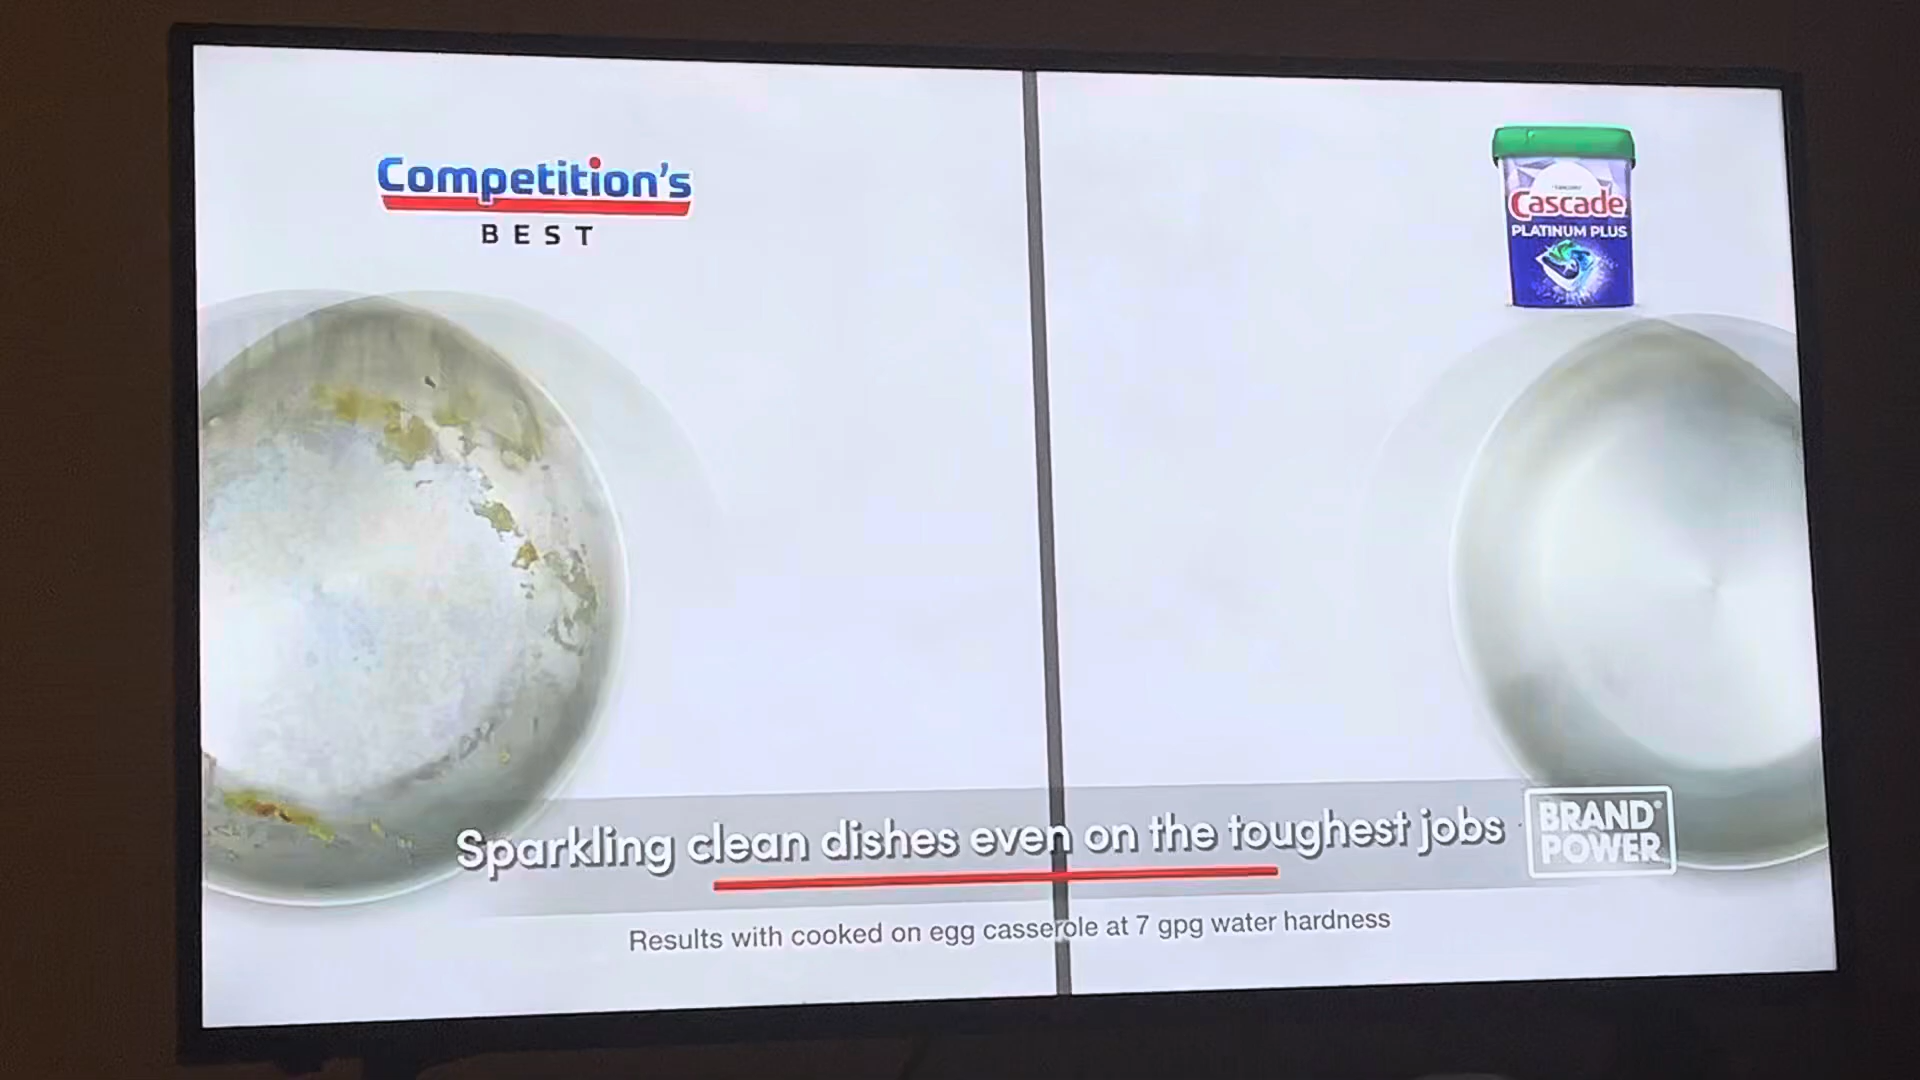 Competition's
BEST
Cascade
PLATINUM PLUS
Sparkling clean dishes even on the toughest jobs
BRAND®
POWER
Results with cooked on egg casserole at 7 gpg water hardness